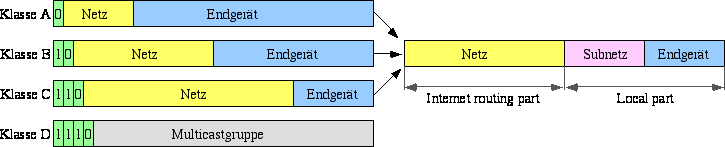 Klasse A 0 Netz Endgerät
Klasse B 1 0 Netz Endgerät
Klasse C 1 1 0 Netz Endgerät
Klasse D 1 1 1 0 Multicastgruppe
Netz Subnetz Endgerät
Internet routing part Local part